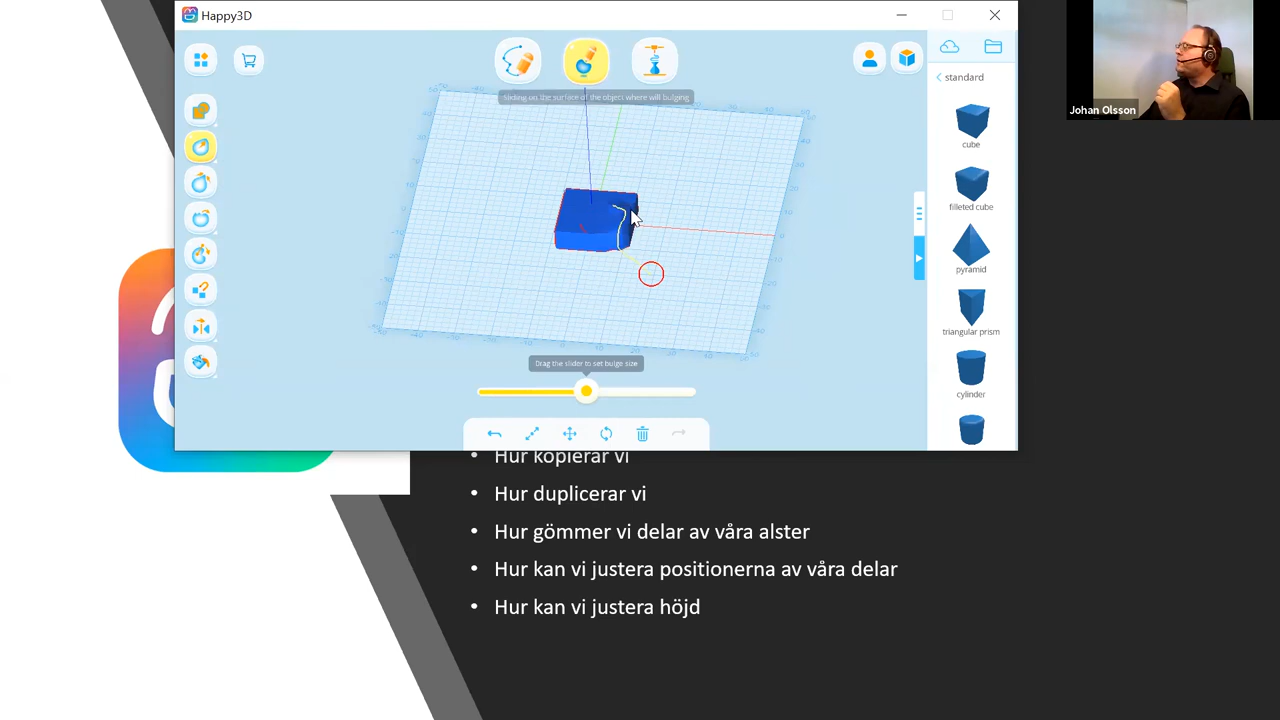 Happy3D
Sliding on the surface of the object where will bulging
standard
cube
filleted cube
pyramid
triangular prism
cylinder
Drag the slider to set bulge size
Johan Olsson
Hur kopierar vi
• Hur duplicerar vi
• Hur gömmer vi delar av våra alster
• Hur kan vi justera positionerna av våra delar
• Hur kan vi justera höjd